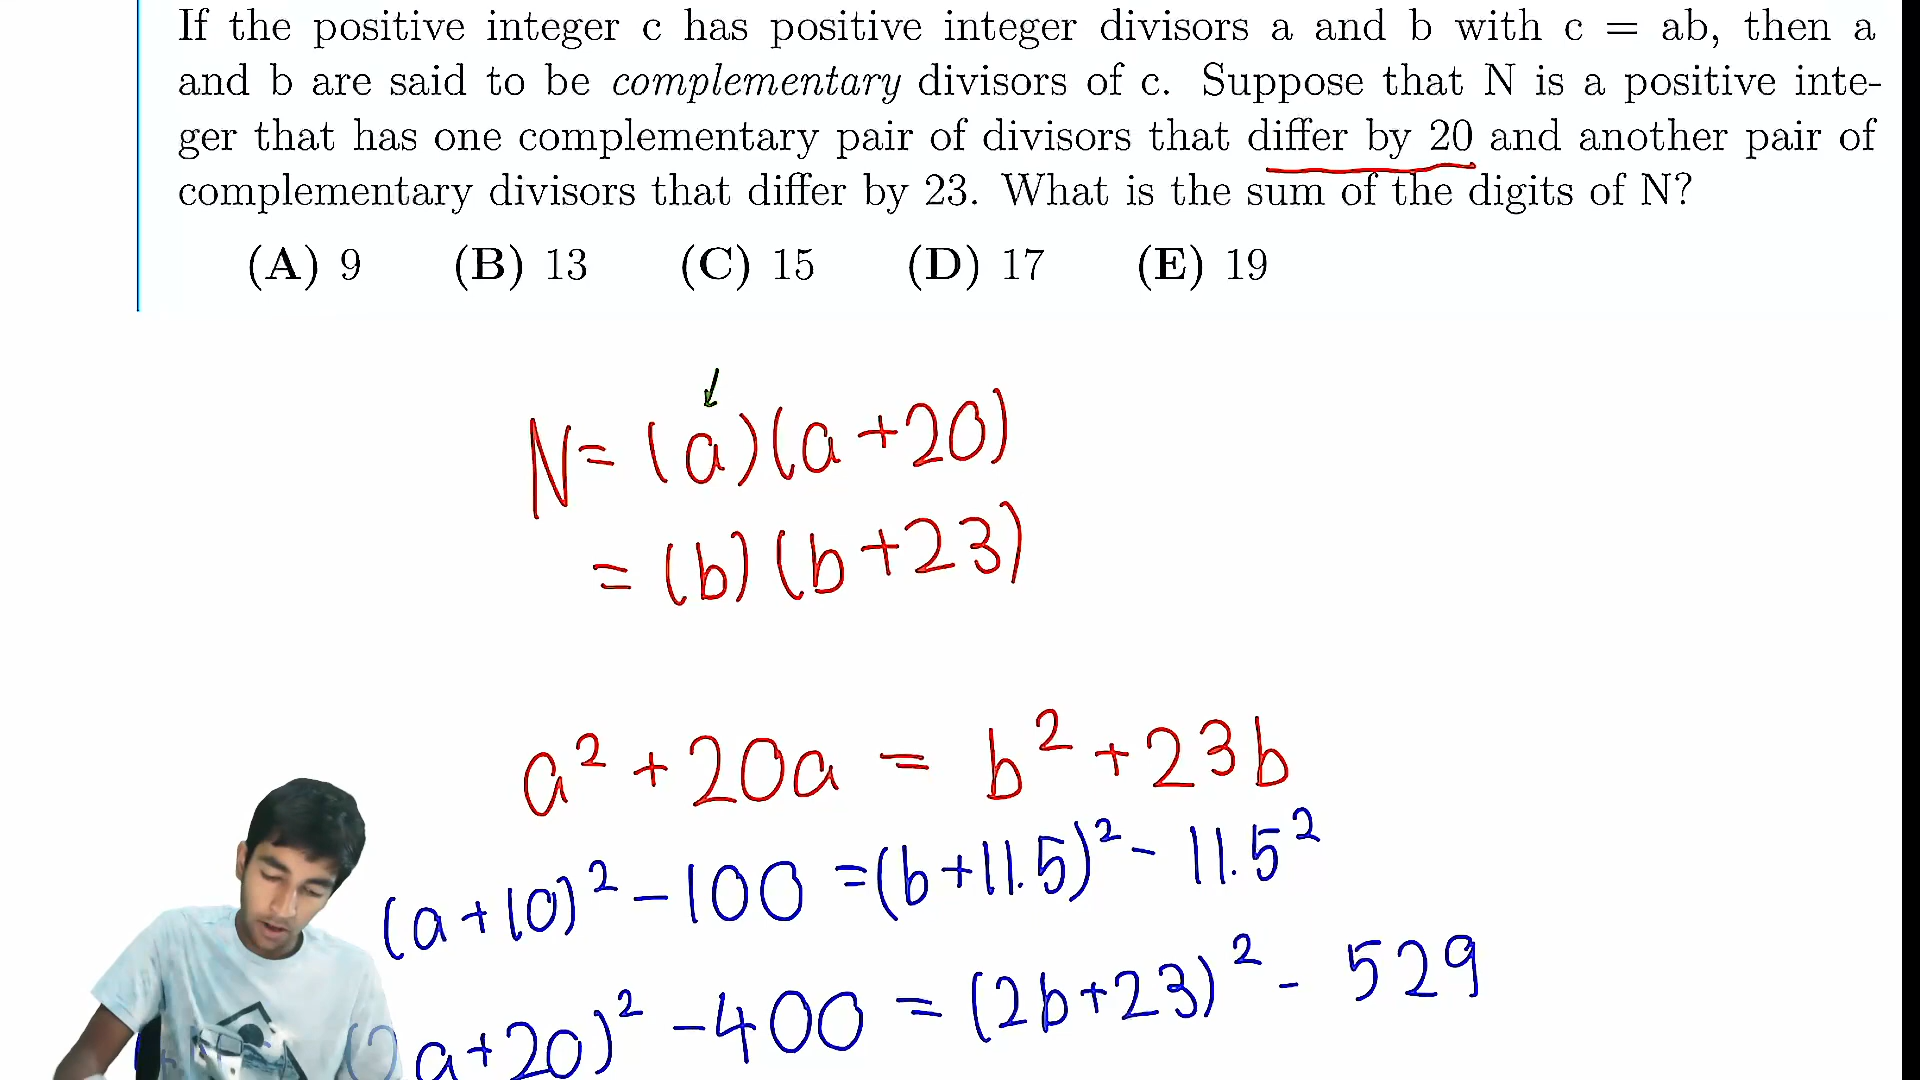 If the positive integer c has positive integer divisors a and b with c = ab, then a
and b are said to be complementary divisors of c. Suppose that N is a positive inte-
ger that has one complementary pair of divisors that differ by 20 and another pair of
complementary divisors that differ by 23. What is the sum of the digits of N?
(A) 9 (B) 13 (C) 15 (D) 17 (E) 19
N = (a)(a+20)
= (b)(b+23)
a² + 20a = b² + 23b
(a+10)² - 100 = (b+11.5)² - 11.5²
(2a+20)² - 400 = (2b+23)² - 529